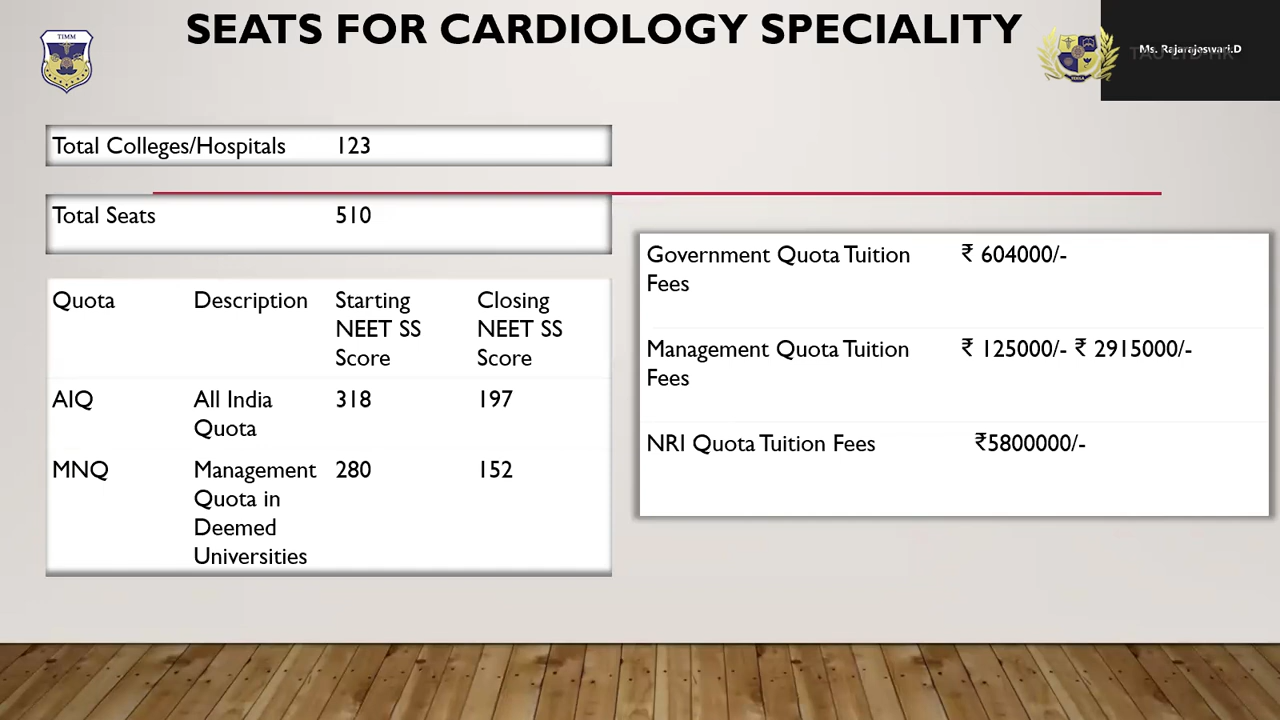 SEATS FOR CARDIOLOGY SPECIALITY
TIMM
Ms. Rajarajeswari.D
Total Colleges/Hospitals 123
Total Seats 510
Quota Description Starting NEET SS Score Closing NEET SS Score
AIQ All India Quota 318 197
MNQ Management Quota in Deemed Universities 280 152
Government Quota Tuition Fees ₹ 604000/-
Management Quota Tuition Fees ₹ 125000/- ₹ 2915000/-
NRI Quota Tuition Fees ₹5800000/-